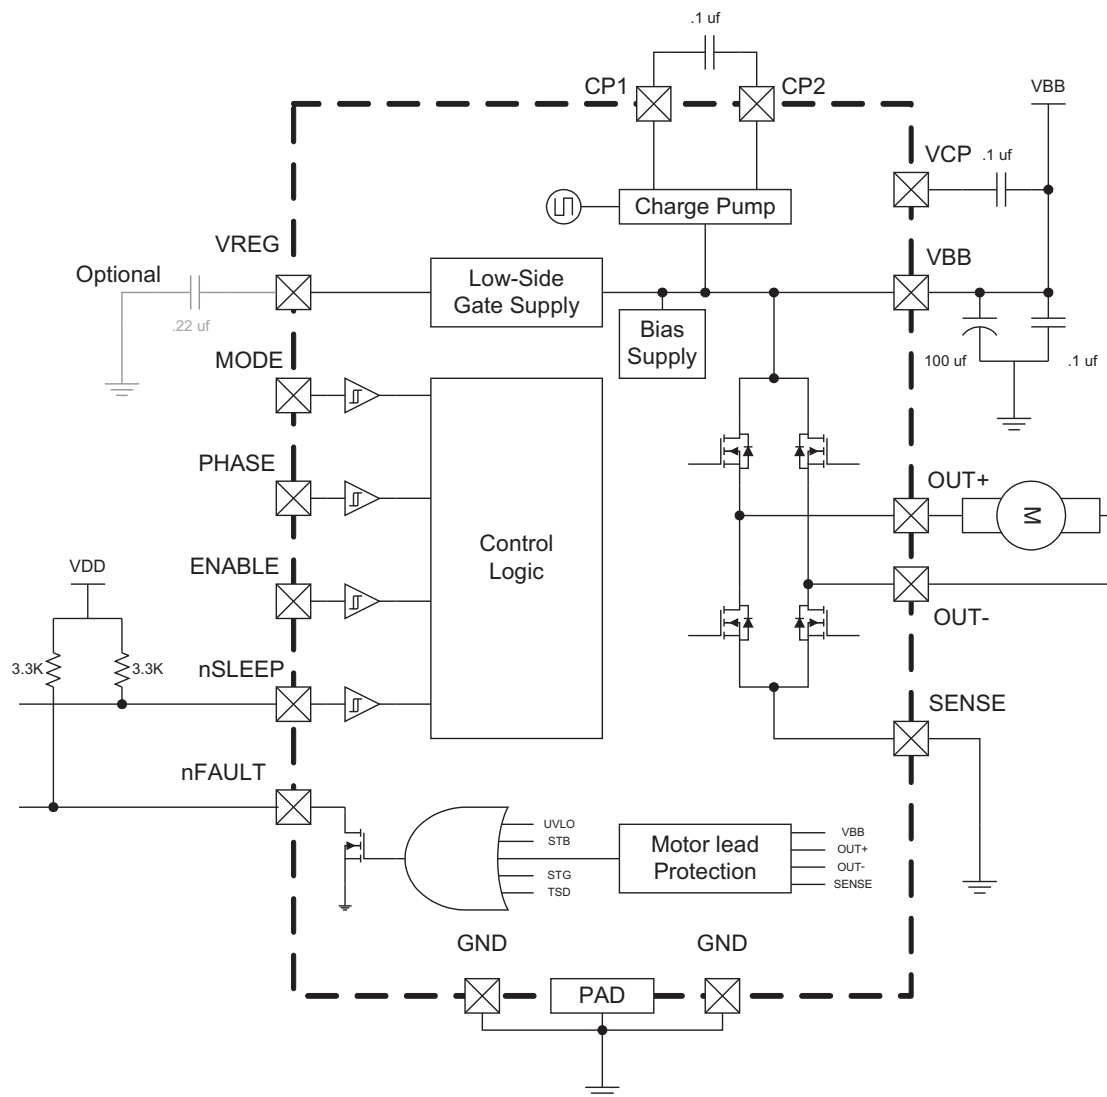 .1 uf
CP1
CP2
VBB
VCP
.1 uf
Charge Pump
VREG
VBB
Optional
Low-Side
Gate Supply
.22 uf
Bias
Supply
MODE
100 uf
.1 uf
PHASE
OUT+
M
Control
Logic
VDD
ENABLE
OUT-
3.3K
3.3K
nSLEEP
SENSE
nFAULT
UVLO
STB
STG
TSD
Motor lead
Protection
VBB
OUT+
OUT-
SENSE
GND
GND
PAD